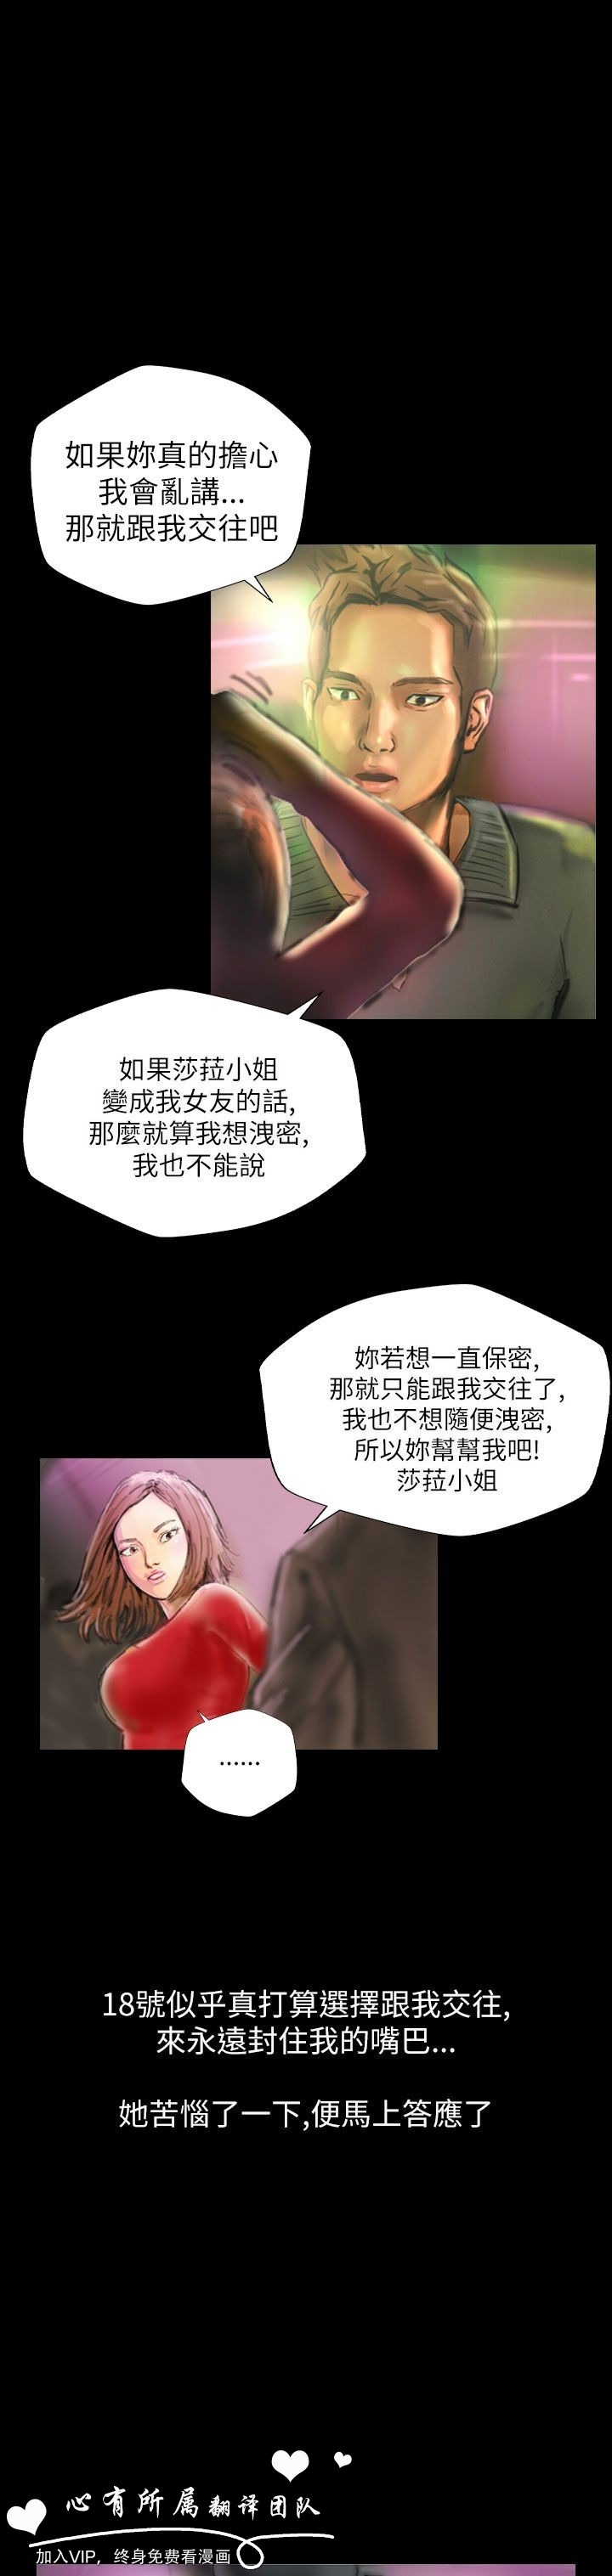 如果妳真的擔心
我會亂講...
那就跟我交往吧
如果莎菈小姐
變成我女友的話,
那麼就算我想洩密,
我也不能說
妳若想一直保密,
那就只能跟我交往了,
我也不想隨便洩密,
所以妳幫幫我吧!
莎菈小姐
......
18號似乎真打算選擇跟我交往,
來永遠封住我的嘴巴...
她苦惱了一下,便馬上答應了
心有所属翻译团队
加入VIP，终身免费看漫画